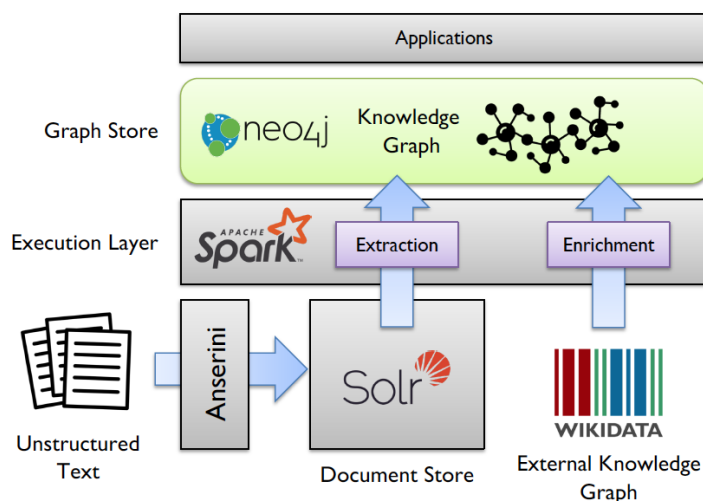 Applications
Graph Store
neo4j
Knowledge
Graph
Execution Layer
APACHE
Spark™
Extraction
Enrichment
Anserini
Solr
WIKIDATA
Unstructured
Text
Document Store
External Knowledge
Graph